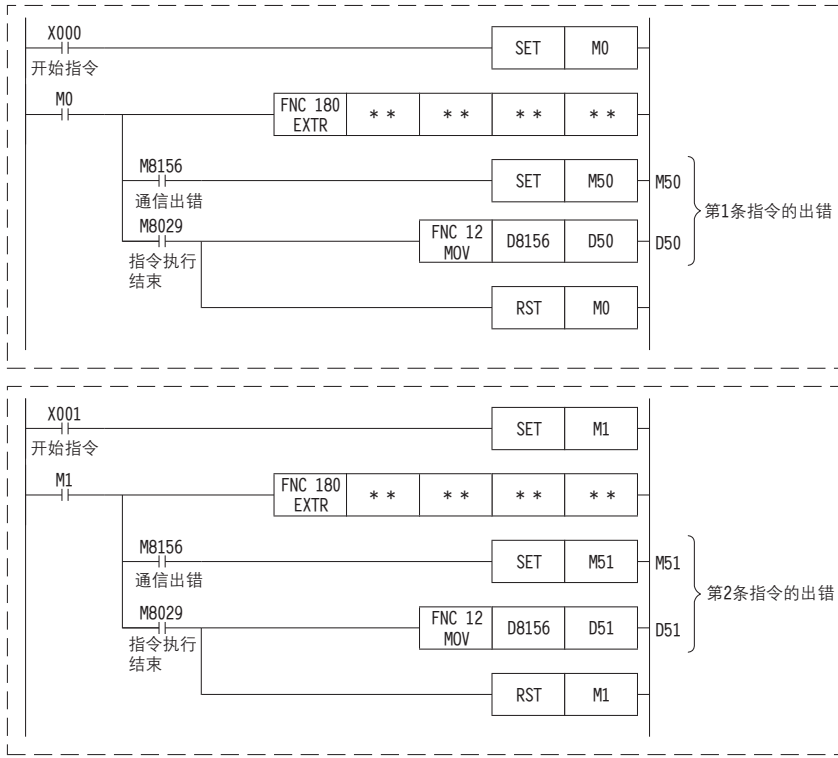 X000
开始指令
SET M0
M0
FNC 180
EXTR
* * * * * * * *
M8156
通信出错
SET M50
M50
M8029
指令执行
结束
FNC 12
MOV
D8156 D50
D50
第1条指令的出错
RST M0
X001
开始指令
SET M1
M1
FNC 180
EXTR
* * * * * * * *
M8156
通信出错
SET M51
M51
M8029
指令执行
结束
FNC 12
MOV
D8156 D51
D51
第2条指令的出错
RST M1